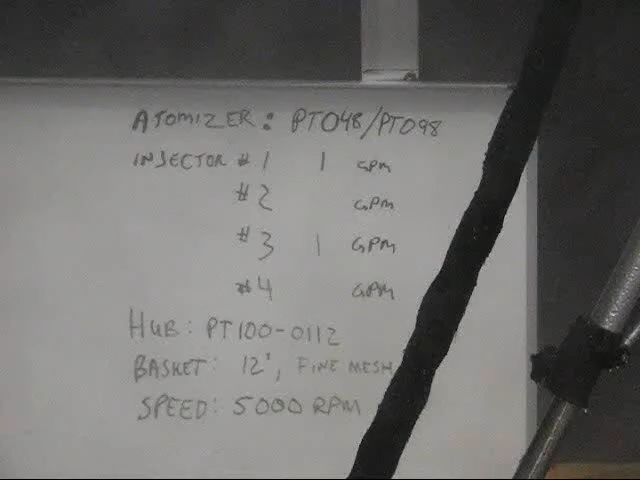 ATOMIZER: PT048/PT098
INJECTOR #1 1 GPM
#2 GPM
#3 1 GPM
#4 GPM
HUB: PT100-0112
BASKET: 12", FINE MESH
SPEED: 5000 RPM